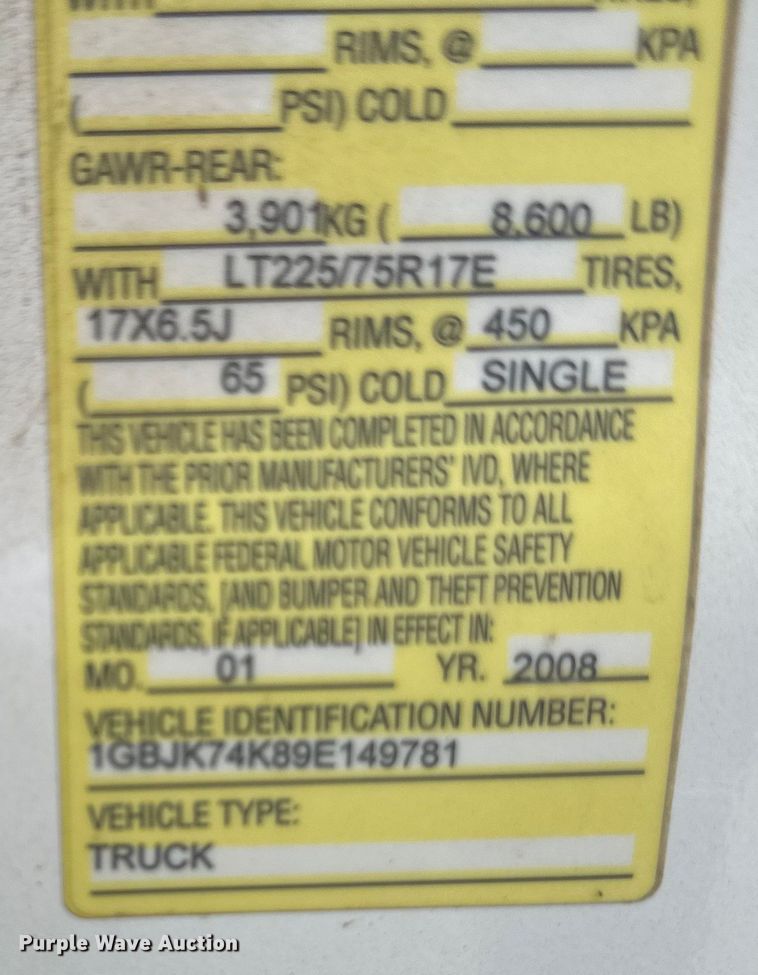 WITH
RIMS, @ KPA
( PSI) COLD
GAWR-REAR:
3,901KG ( 8,600 LB)
WITH LT225/75R17E TIRES,
17X6.5J RIMS, @ 450 KPA
( 65 PSI) COLD SINGLE
THIS VEHICLE HAS BEEN COMPLETED IN ACCORDANCE
WITH THE PRIOR MANUFACTURERS' IVD, WHERE
APPLICABLE. THIS VEHICLE CONFORMS TO ALL
APPLICABLE FEDERAL MOTOR VEHICLE SAFETY
STANDARDS, [AND BUMPER AND THEFT PREVENTION
STANDARDS, IF APPLICABLE] IN EFFECT IN:
MO. 01 YR. 2008
VEHICLE IDENTIFICATION NUMBER:
1GBJK74K89E149781
VEHICLE TYPE:
TRUCK
Purple Wave Auction